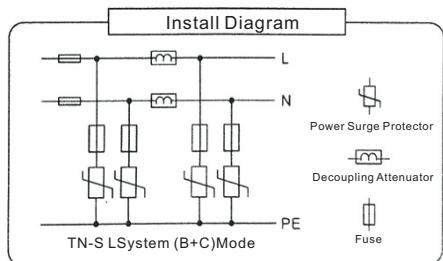 Install Diagram
L
N
Power Surge Protector
Decoupling Attenuator
PE
TN-S LSystem (B+C)Mode
Fuse